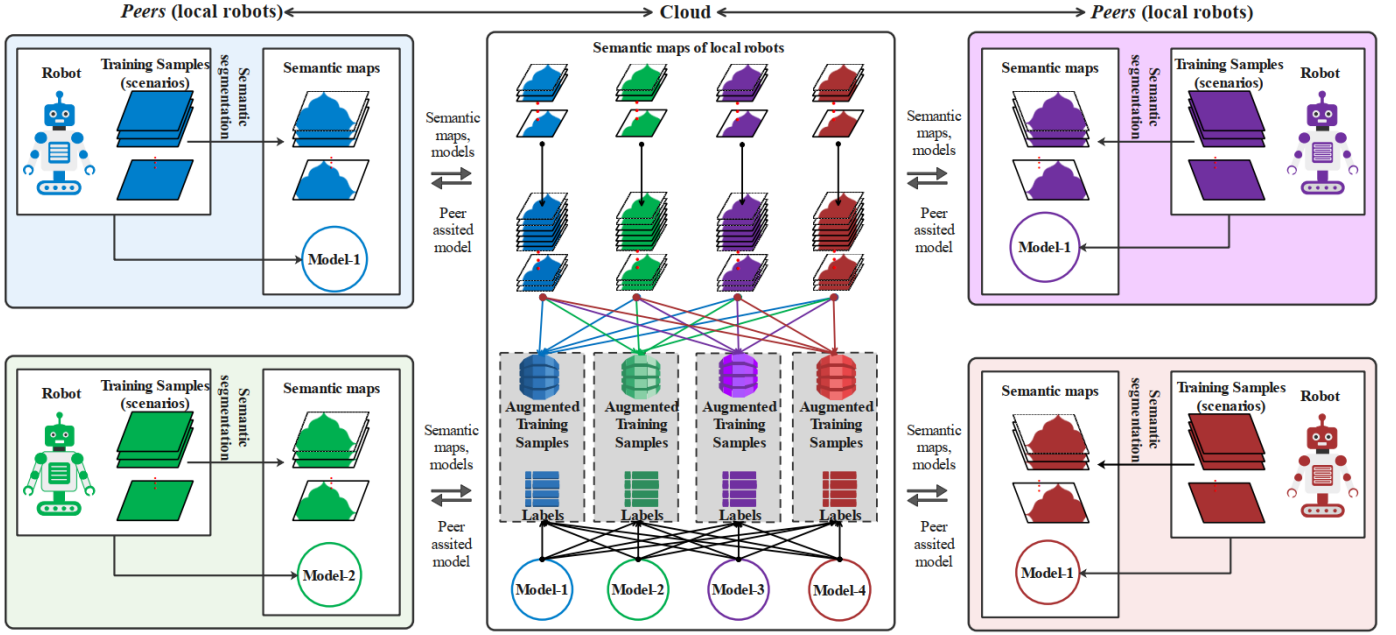 Peers (local robots)
Cloud
Peers (local robots)
Robot
Training Samples
(scenarios)
Semantic
segmentation
Semantic maps
Model-1
Semantic
maps,
models
Peer
assited
model
Robot
Training Samples
(scenarios)
Semantic
segmentation
Semantic maps
Model-2
Semantic
maps,
models
Peer
assited
model
Semantic maps of local robots
Augmented
Training
Samples
Labels
Augmented
Training
Samples
Labels
Augmented
Training
Samples
Labels
Augmented
Training
Samples
Labels
Model-1
Model-2
Model-3
Model-4
Semantic
maps,
models
Peer
assited
model
Semantic maps
Semantic
segmentation
Training Samples
(scenarios)
Robot
Model-1
Semantic
maps,
models
Peer
assited
model
Semantic maps
Semantic
segmentation
Training Samples
(scenarios)
Robot
Model-1